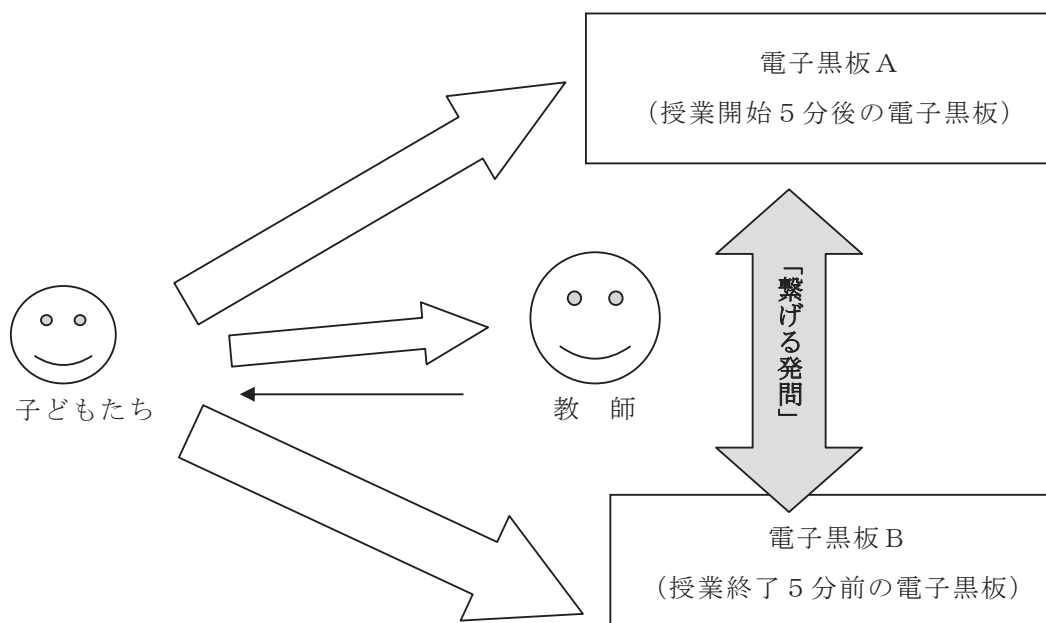 電子黒板Ａ
（授業開始５分後の電子黒板）
「繋げる発問」
子どもたち
教　師
電子黒板Ｂ
（授業終了５分前の電子黒板）